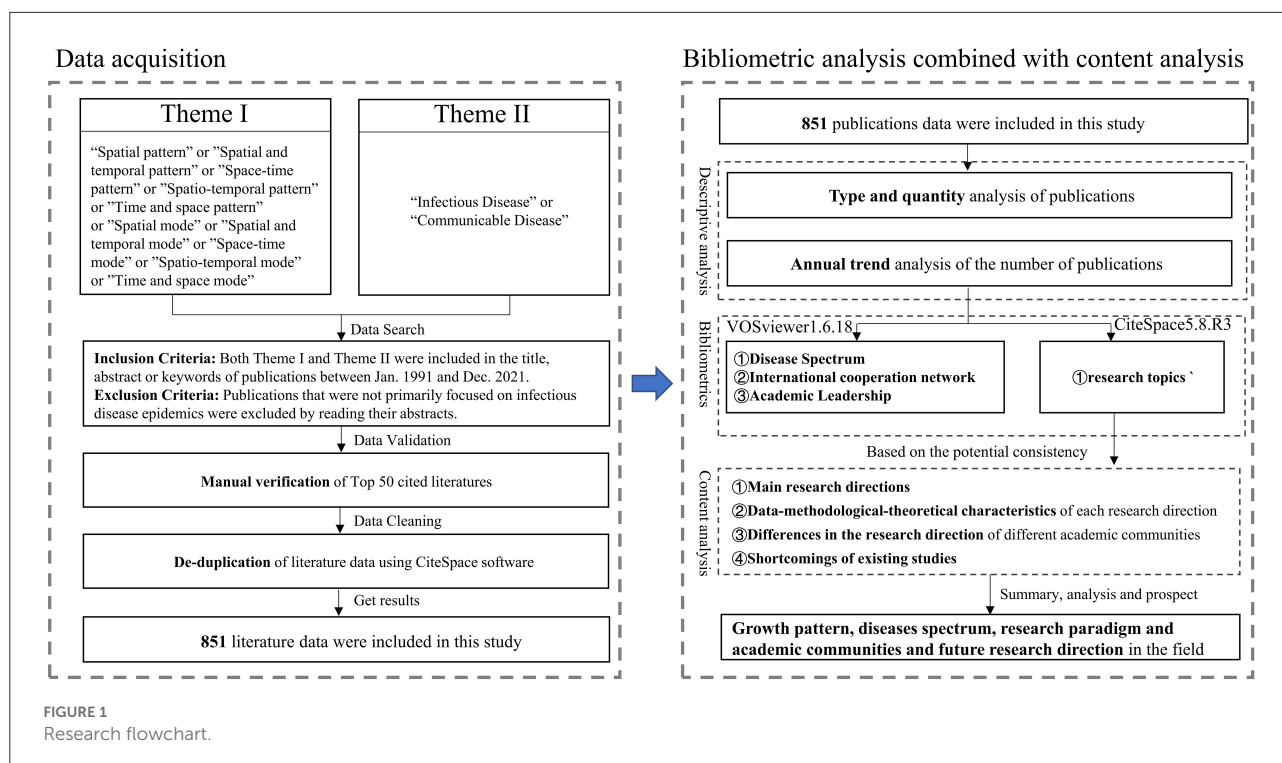 Data acquisition
Theme I
“Spatial pattern” or ”Spatial and
temporal pattern” or ”Space-time
pattern” or ”Spatio-temporal pattern”
or ”Time and space pattern”
or ”Spatial mode” or ”Spatial and
temporal mode” or ”Space-time
mode” or ”Spatio-temporal mode”
or ”Time and space mode”
Theme II
“Infectious Disease” or
“Communicable Disease”
Data Search
Inclusion Criteria: Both Theme I and Theme II were included in the title,
abstract or keywords of publications between Jan. 1991 and Dec. 2021.
Exclusion Criteria: Publications that were not primarily focused on infectious
disease epidemics were excluded by reading their abstracts.
Data Validation
Manual verification of Top 50 cited literatures
Data Cleaning
De-duplication of literature data using CiteSpace software
Get results
851 literature data were included in this study
Bibliometric analysis combined with content analysis
851 publications data were included in this study
Descriptive analysis
Type and quantity analysis of publications
Annual trend analysis of the number of publications
Bibliometrics
VOSviewer1.6.18
①Disease Spectrum
②International cooperation network
③Academic Leadership
CiteSpace5.8.R3
①research topics `
Based on the potential consistency
Content analysis
①Main research directions
②Data-methodological-theoretical characteristics of each research direction
③Differences in the research direction of different academic communities
④Shortcomings of existing studies
Summary, analysis and prospect
Growth pattern, diseases spectrum, research paradigm and
academic communities and future research direction in the field
FIGURE 1
Research flowchart.